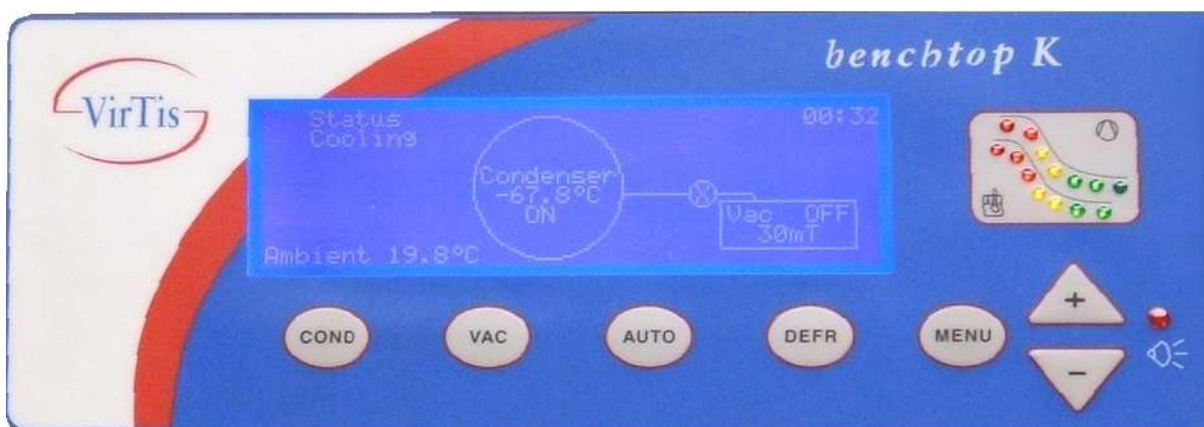 benchtop K
VirTis
Status 00:32
Cooling
Condenser
-67.8°C
ON
Vac OFF
30mT
Ambient 19.8°C
COND VAC AUTO DEFR MENU
+
-